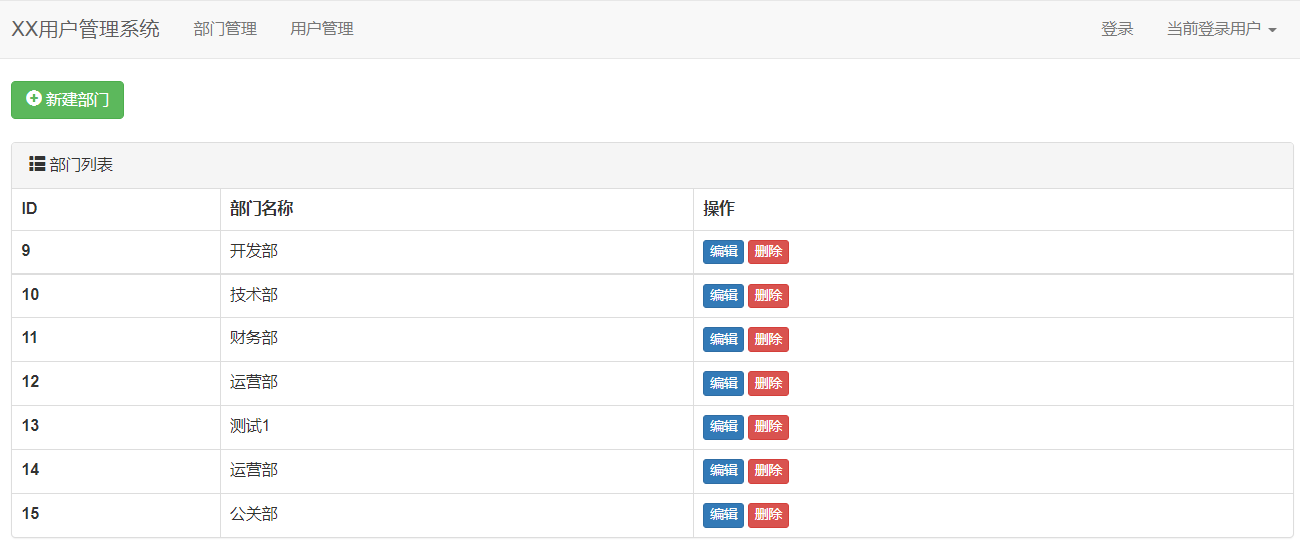 XX用户管理系统 部门管理 用户管理 登录 当前登录用户
新建部门
部门列表
ID 部门名称 操作
9 开发部 编辑 删除
10 技术部 编辑 删除
11 财务部 编辑 删除
12 运营部 编辑 删除
13 测试1 编辑 删除
14 运营部 编辑 删除
15 公关部 编辑 删除